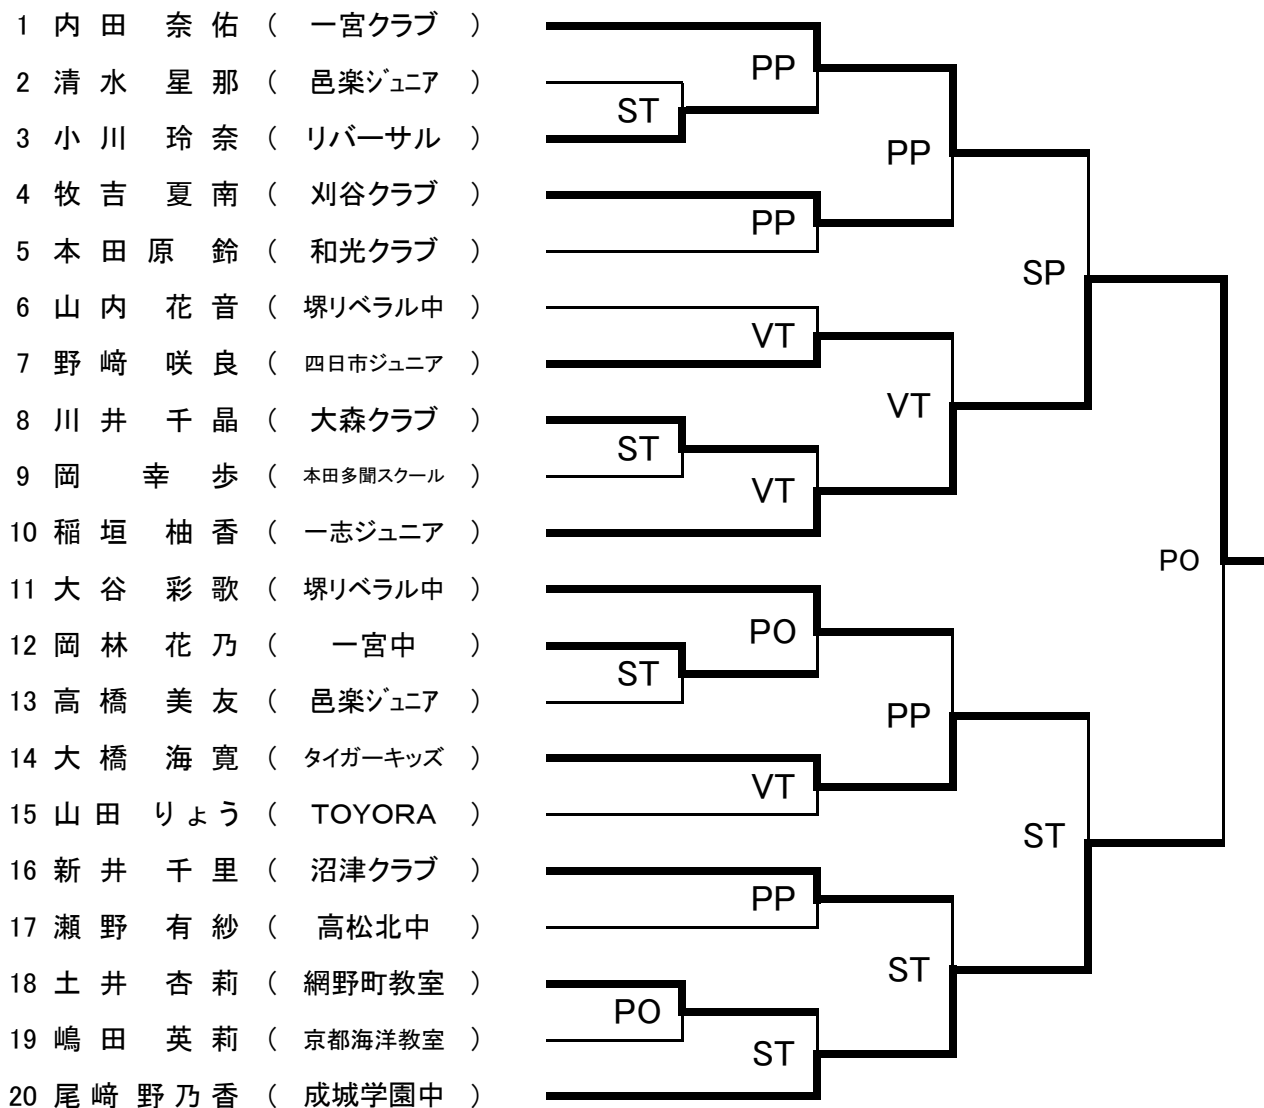 1 内田 奈佑 ( 一宮クラブ )
PP
2 清水 星那 ( 邑楽ジュニア )
ST
3 小川 玲奈 ( リバーサル )
PP
4 牧吉 夏南 ( 刈谷クラブ )
PP
5 本田原 鈴 ( 和光クラブ )
SP
6 山内 花音 ( 堺リベラル中 )
VT
7 野﨑 咲良 ( 四日市ジュニア )
VT
8 川井 千晶 ( 大森クラブ )
ST
9 岡 幸歩 ( 本田多聞スクール )
VT
10 稲垣 柚香 ( 一志ジュニア )
PO
11 大谷 彩歌 ( 堺リベラル中 )
PO
12 岡林 花乃 ( 一宮中 )
ST
13 高橋 美友 ( 邑楽ジュニア )
PP
14 大橋 海寛 ( タイガーキッズ )
VT
15 山田 りょう ( TOYORA )
ST
16 新井 千里 ( 沼津クラブ )
PP
17 瀬野 有紗 ( 高松北中 )
ST
18 土井 杏莉 ( 網野町教室 )
PO
19 嶋田 英莉 ( 京都海洋教室 )
ST
20 尾﨑 野乃香 ( 成城学園中 )